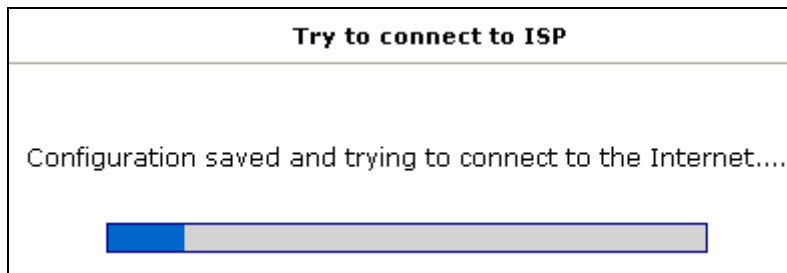 Try to connect to ISP
Configuration saved and trying to connect to the Internet....